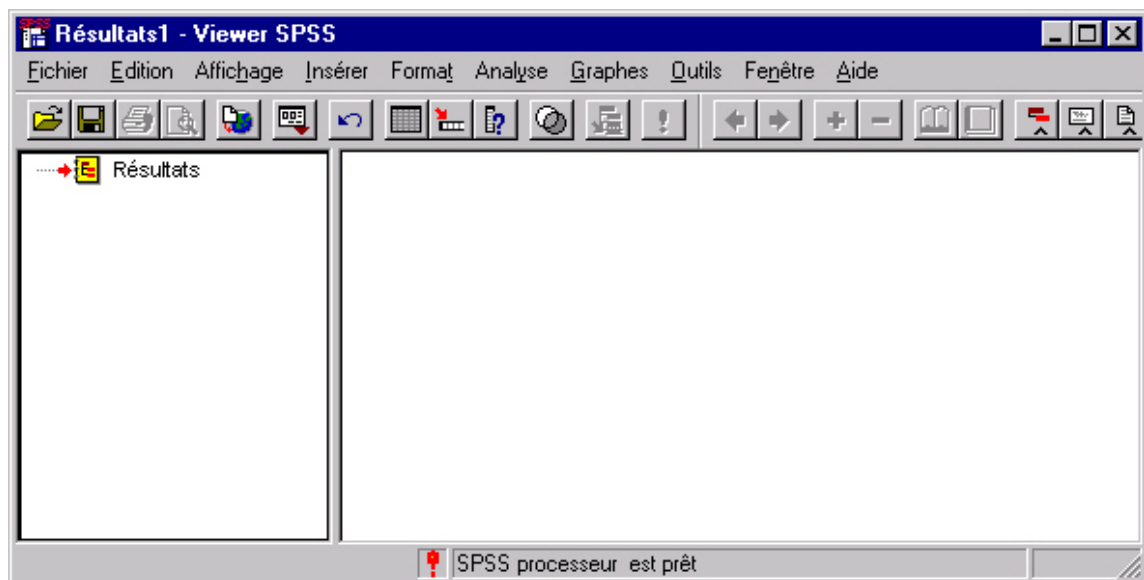 Résultats1 - Viewer SPSS
Fichier Edition Affichage Insérer Format Analyse Graphes Outils Fenêtre Aide
Résultats
SPSS processeur est prêt